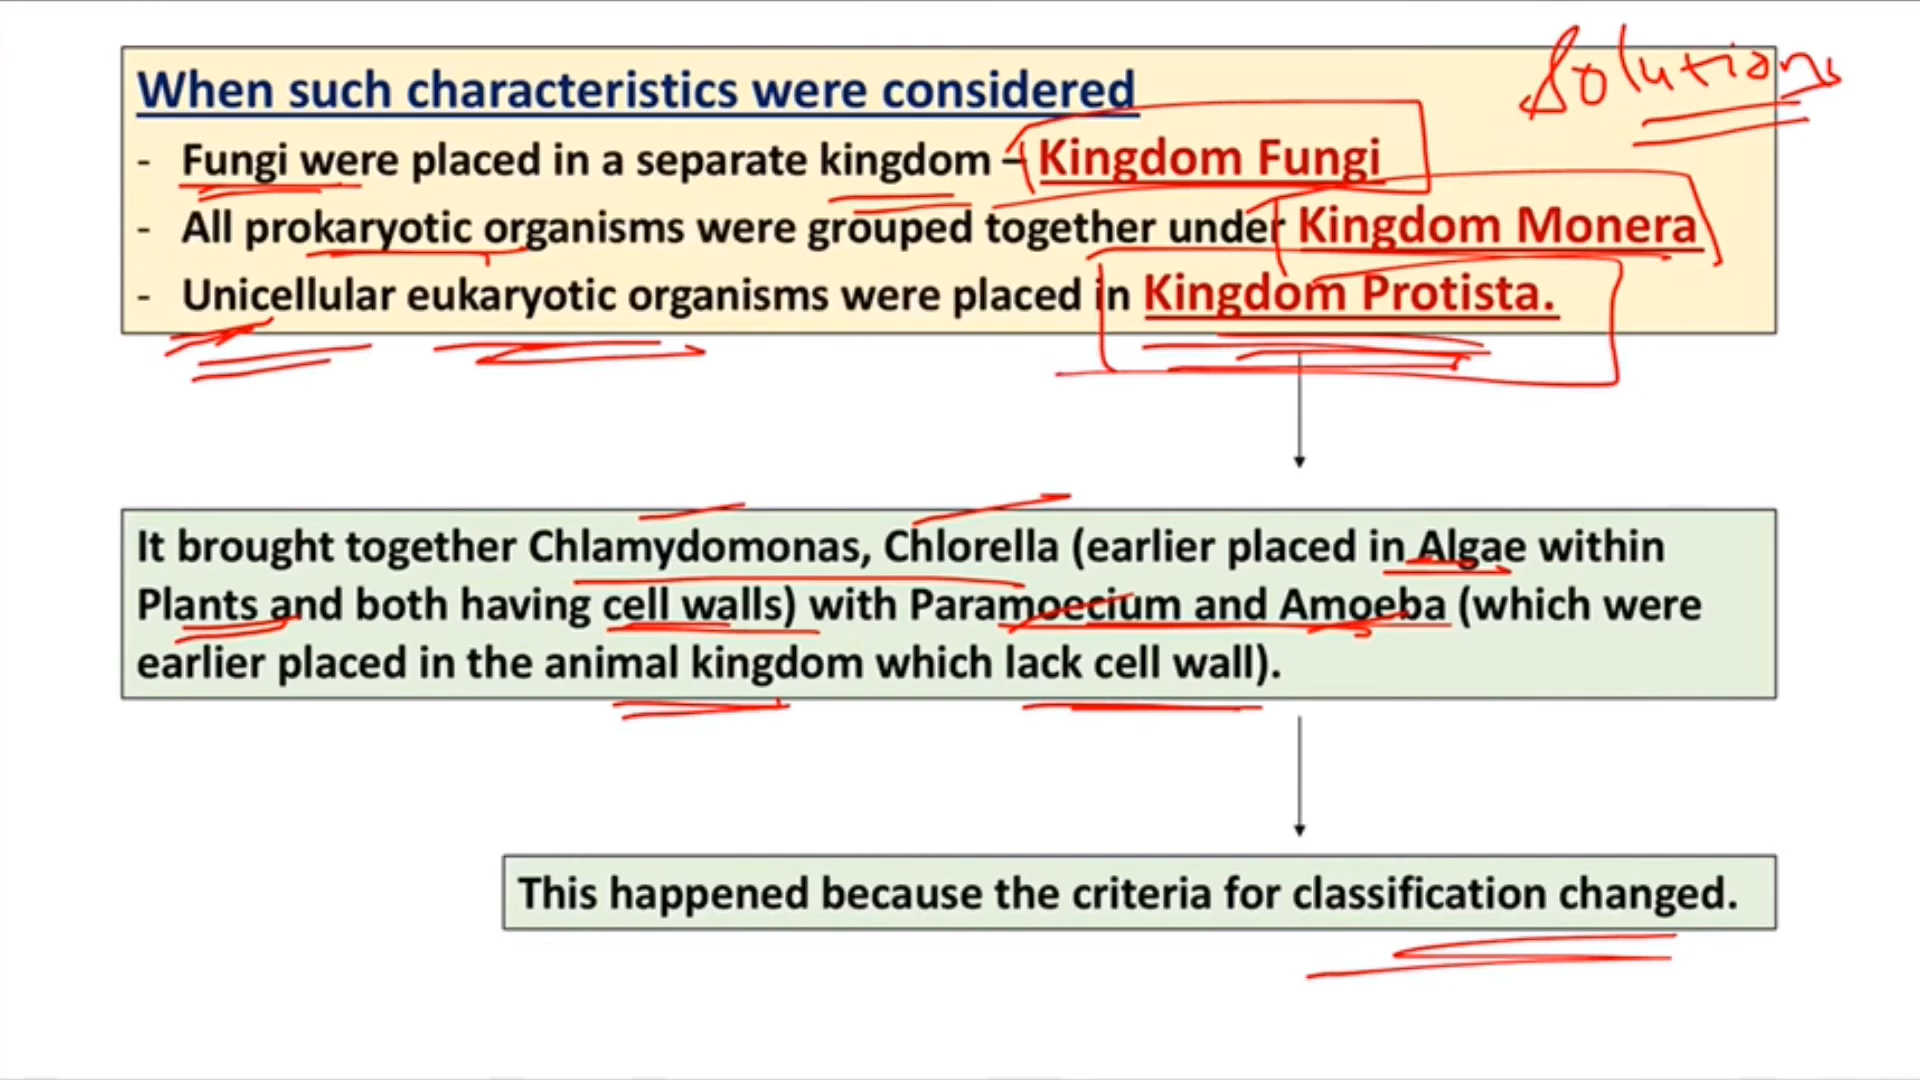 Solutions
When such characteristics were considered
- Fungi were placed in a separate kingdom – Kingdom Fungi
- All prokaryotic organisms were grouped together under Kingdom Monera
- Unicellular eukaryotic organisms were placed in Kingdom Protista.
It brought together Chlamydomonas, Chlorella (earlier placed in Algae within
Plants and both having cell walls) with Paramoecium and Amoeba (which were
earlier placed in the animal kingdom which lack cell wall).
This happened because the criteria for classification changed.